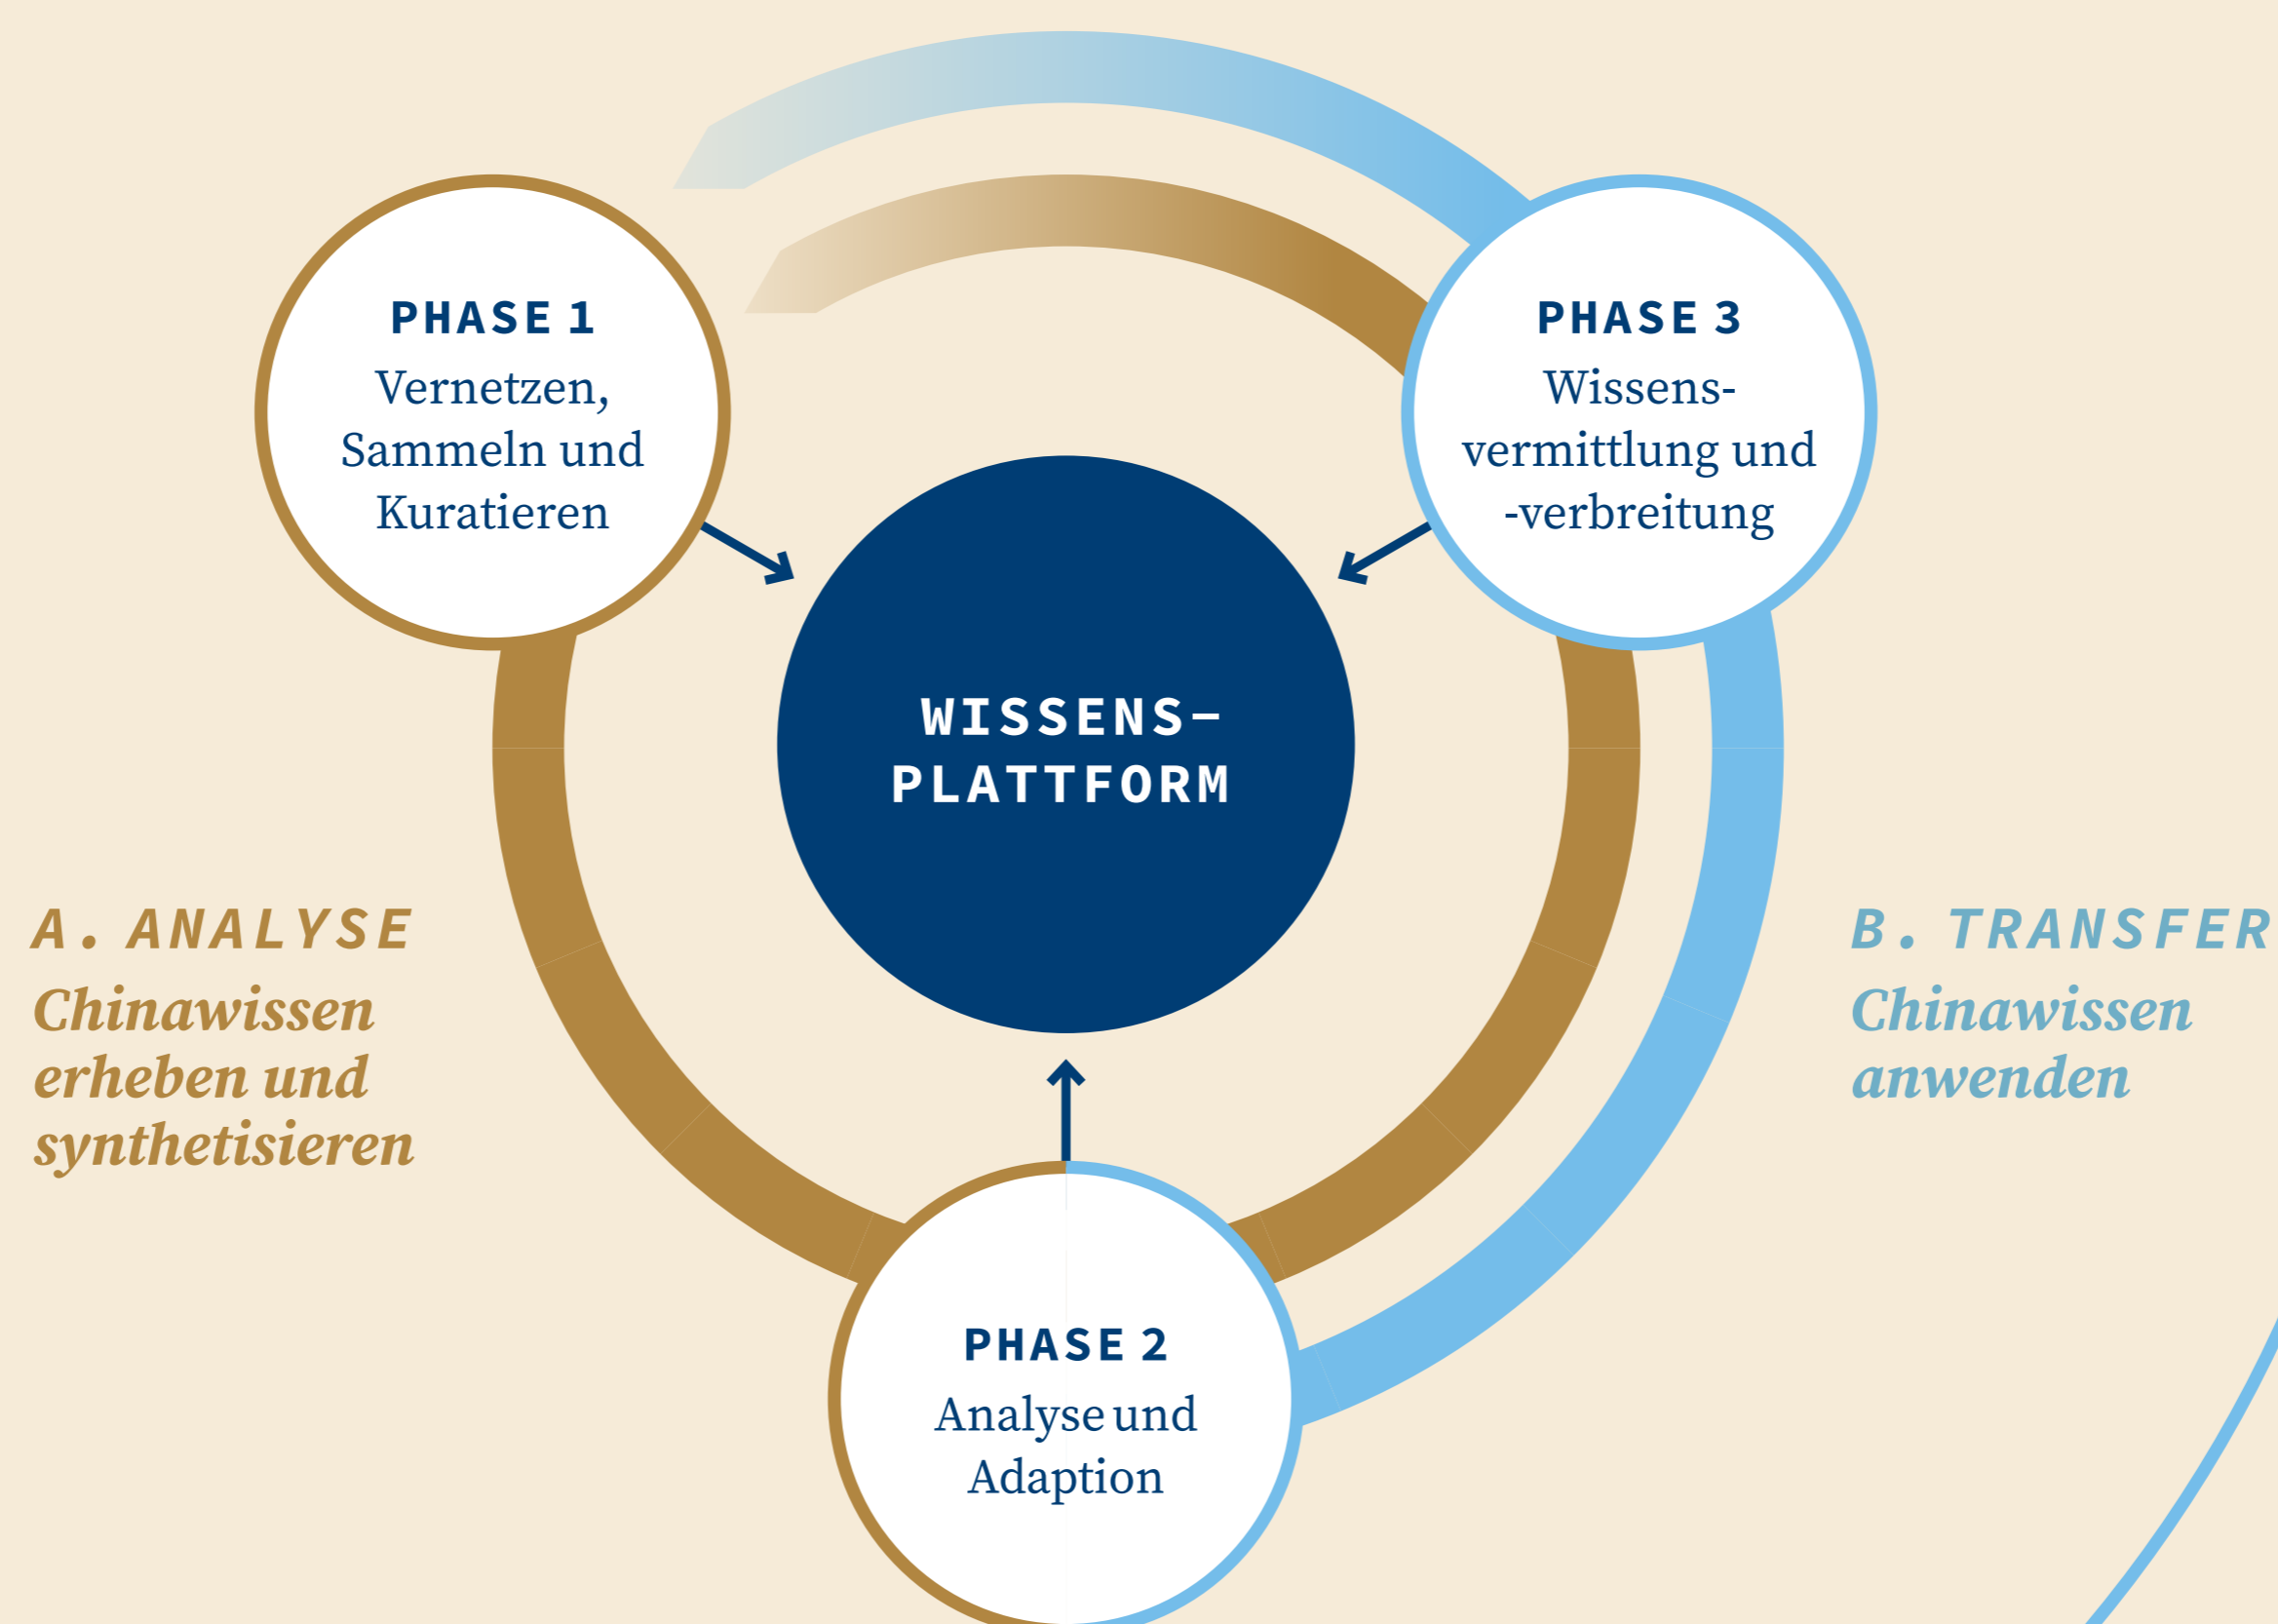 PHASE 1
Vernetzen,
Sammeln und
Kuratieren
PHASE 3
Wissens-
vermittlung und
-verbreitung
WISSENS–
PLATTFORM
A. ANALYSE
Chinawissen
erheben und
synthetisieren
B. TRANSFER
Chinawissen
anwenden
PHASE 2
Analyse und
Adaption